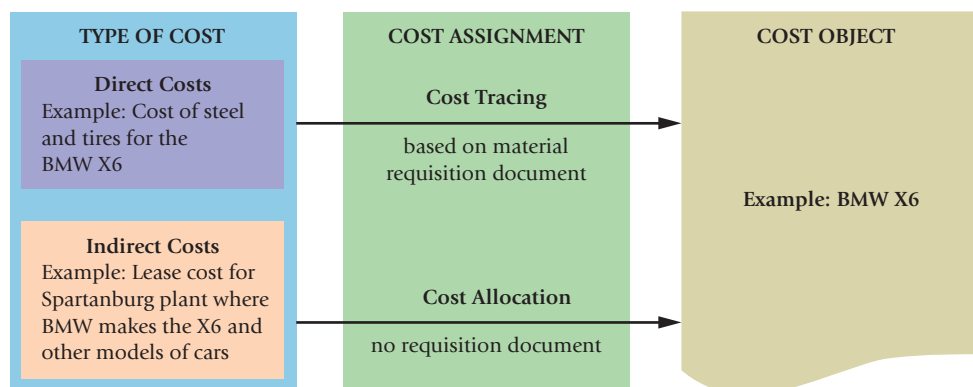 TYPE OF COST
COST ASSIGNMENT
COST OBJECT
Direct Costs
Example: Cost of steel
and tires for the
BMW X6
Cost Tracing
based on material
requisition document
Example: BMW X6
Indirect Costs
Example: Lease cost for
Spartanburg plant where
BMW makes the X6 and
other models of cars
Cost Allocation
no requisition document